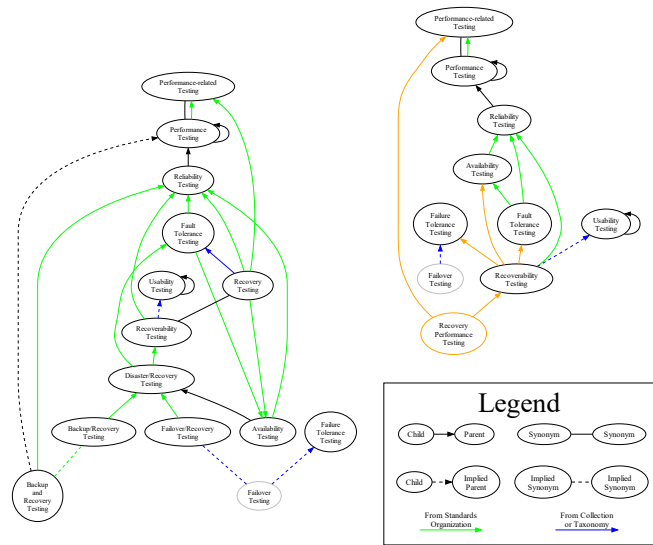 Performance-related
Testing
Performance
Testing
Reliability
Testing
Fault
Tolerance
Testing
Usability
Testing
Recovery
Testing
Recoverability
Testing
Disaster/Recovery
Testing
Backup/Recovery
Testing
Failover/Recovery
Testing
Availability
Testing
Failure
Tolerance
Testing
Backup
and
Recovery Testing
Failover
Testing
Performance-related
Testing
Performance
Testing
Reliability
Testing
Availability
Testing
Failure
Tolerance
Testing
Fault
Tolerance
Testing
Usability
Testing
Failover
Testing
Recoverability
Testing
Recovery
Performance
Testing
Legend
Child
Parent
Synonym
Synonym
Child
Implied
Parent
Implied
Synonym
Implied
Synonym
From Standards
Organization
From Collection
or Taxonomy